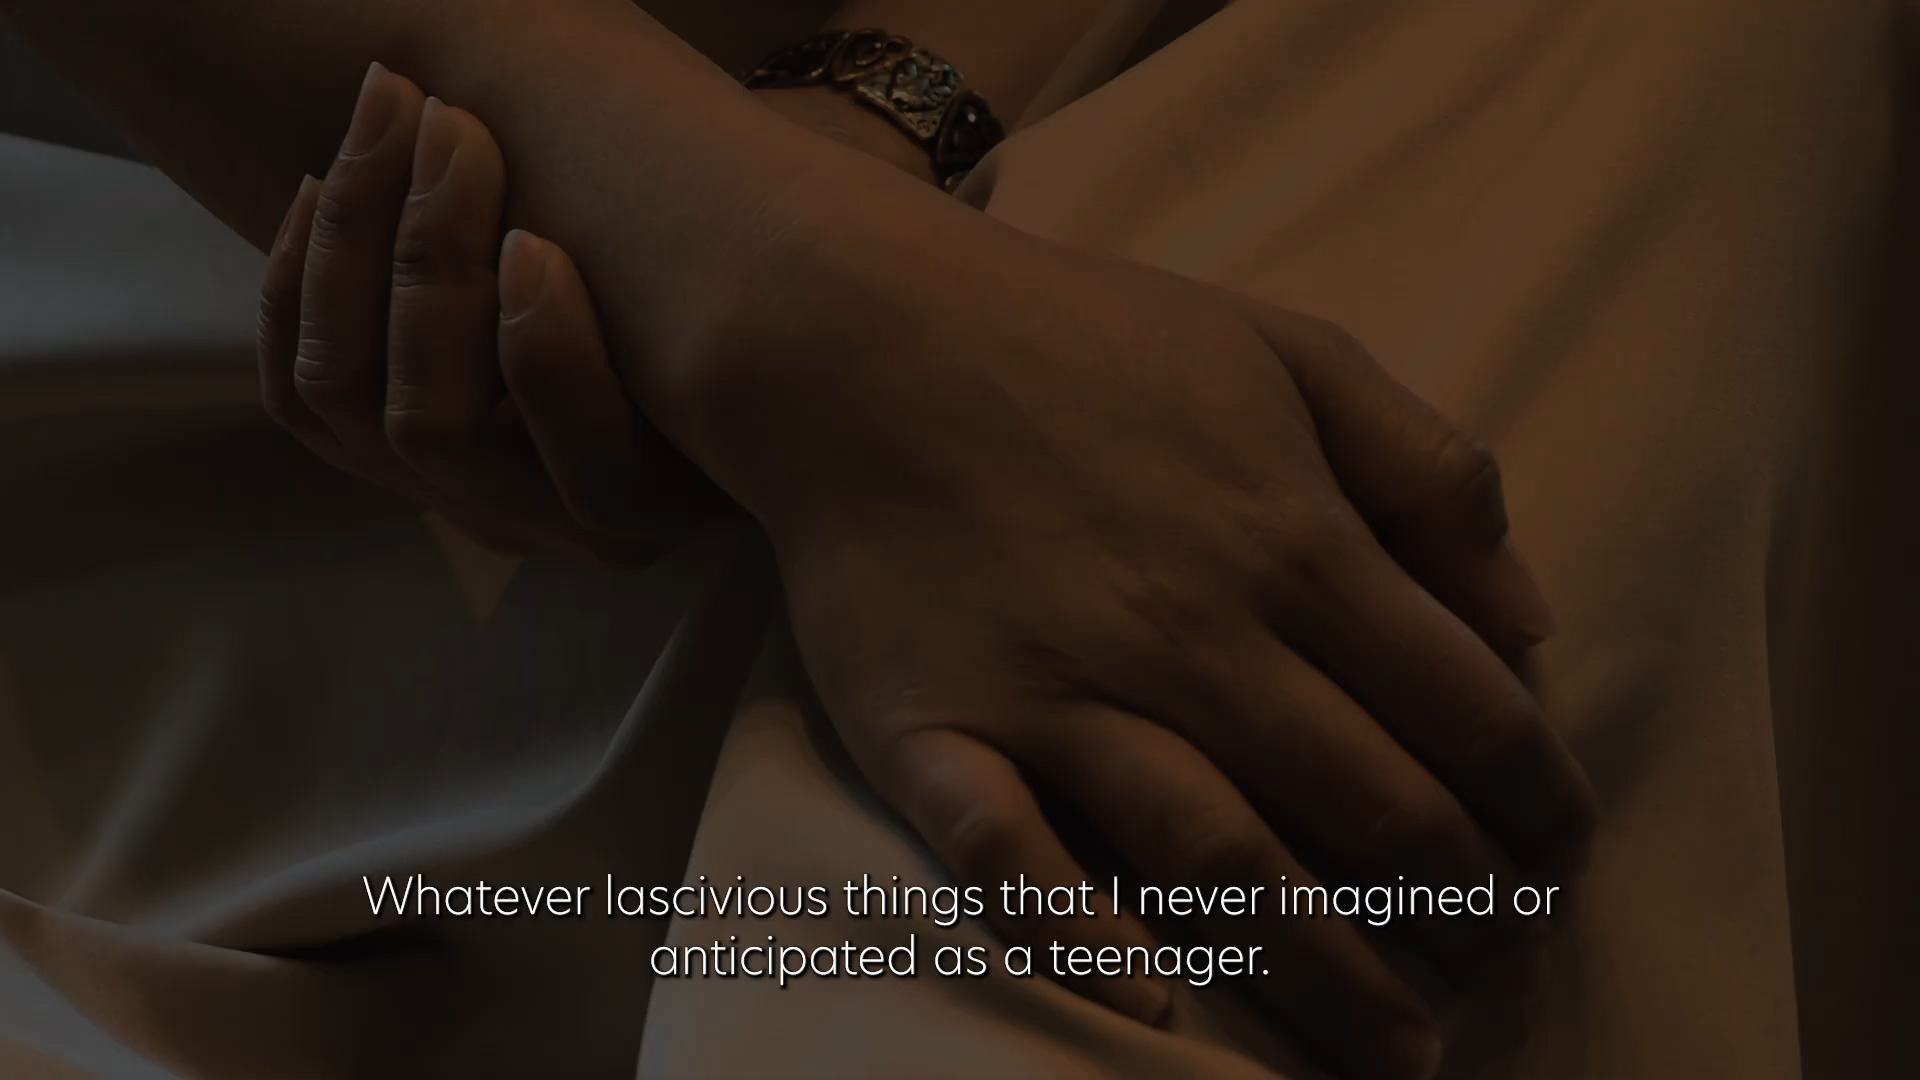 Whatever lascivious things that I never imagined or
anticipated as a teenager.